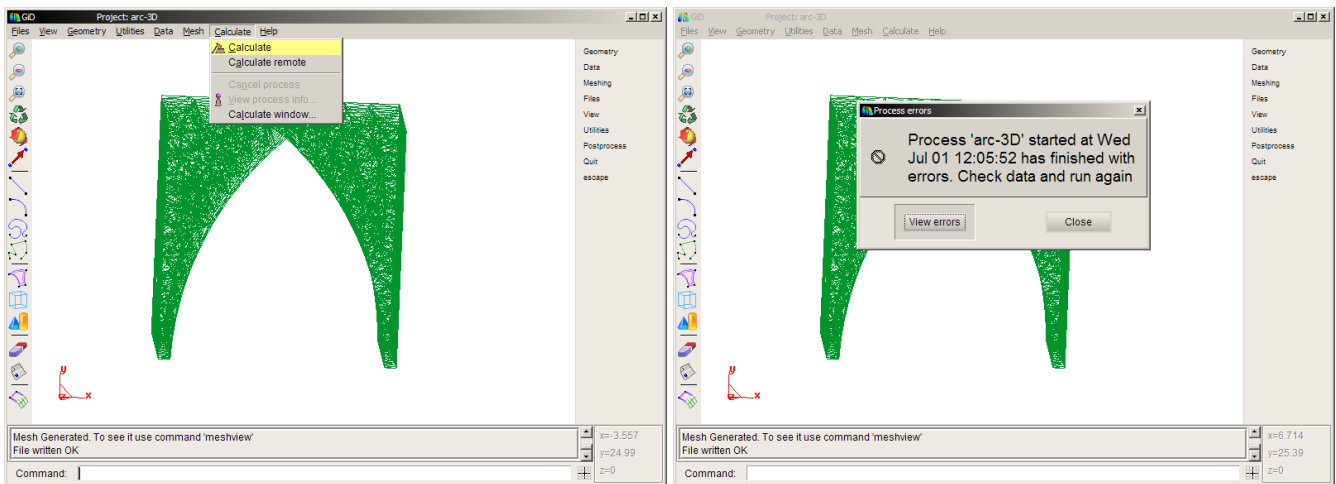 GiD Project: arc-3D
Files View Geometry Utilities Data Mesh Calculate Help
Calculate
Calculate remote
Cancel process
View process info...
Calculate window...
Geometry
Data
Meshing
Files
View
Utilities
Postprocess
Quit
escape
y
z x
Mesh Generated. To see it use command 'meshview'
File written OK
Command:
x=-3.557
y=24.99
z=0
GiD Project: arc-3D
Files View Geometry Utilities Data Mesh Calculate Help
Process errors
Process 'arc-3D' started at Wed
Jul 01 12:05:52 has finished with
errors. Check data and run again
View errors Close
Geometry
Data
Meshing
Files
View
Utilities
Postprocess
Quit
escape
y
z x
Mesh Generated. To see it use command 'meshview'
File written OK
Command:
x=6.714
y=25.39
z=0